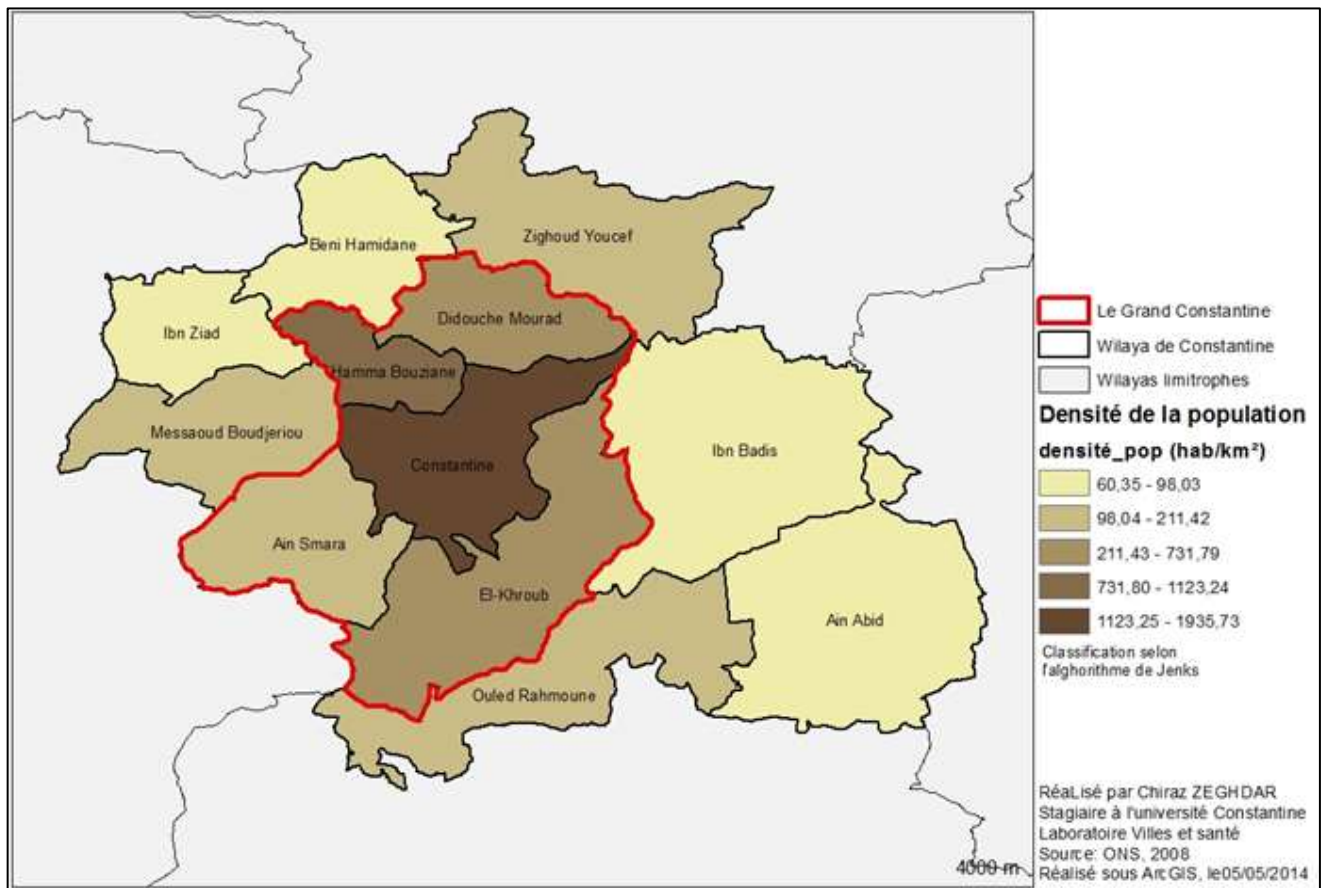 Zighoud Youcef
Beni Hamidane
Didouche Mourad
Ibn Ziad
Hamma Bouziane
Messaoud Boudjeriou
Ibn Badis
Constantine
Ain Smara
El-Khroub
Ain Abid
Ouled Rahmoune
4000 m
Le Grand Constantine
Wilaya de Constantine
Wilayas limitrophes
Densité de la population
densité_pop (hab/km²)
60,35 - 98,03
98,04 - 211,42
211,43 - 731,79
731,80 - 1123,24
1123,25 - 1935,73
Classification selon
l'alghorithme de Jenks
RéaLisé par Chiraz ZEGHDAR
Stagiaire à l'université Constantine
Laboratoire Villes et santé
Source: ONS, 2008
Réalisé sous ArcGIS, le05/05/2014